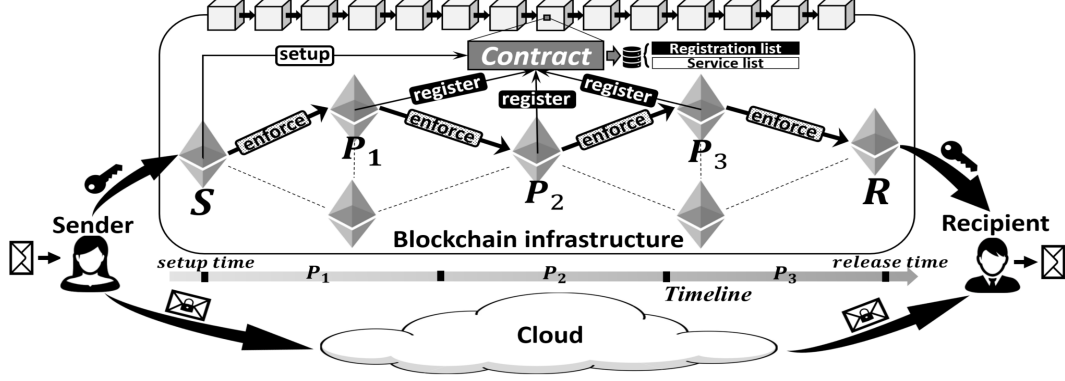 setup
Contract
Registration list
Service list
register
register
register
enforce
enforce
enforce
enforce
P1
P2
P3
S
R
Sender
Recipient
Blockchain infrastructure
setup time
P1
P2
P3
release time
Timeline
Cloud